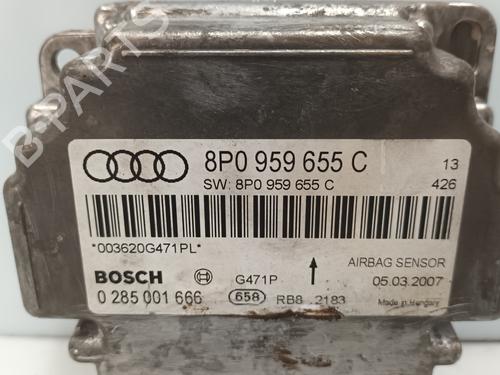 B-PARTS
8P0 959 655 C
13
SW: 8P0 959 655 C
426
*003620G471PL*
AIRBAG SENSOR
BOSCH
G471P
05.03.2007
0 285 001 666
658
RB8 .2183
Made in Hungary